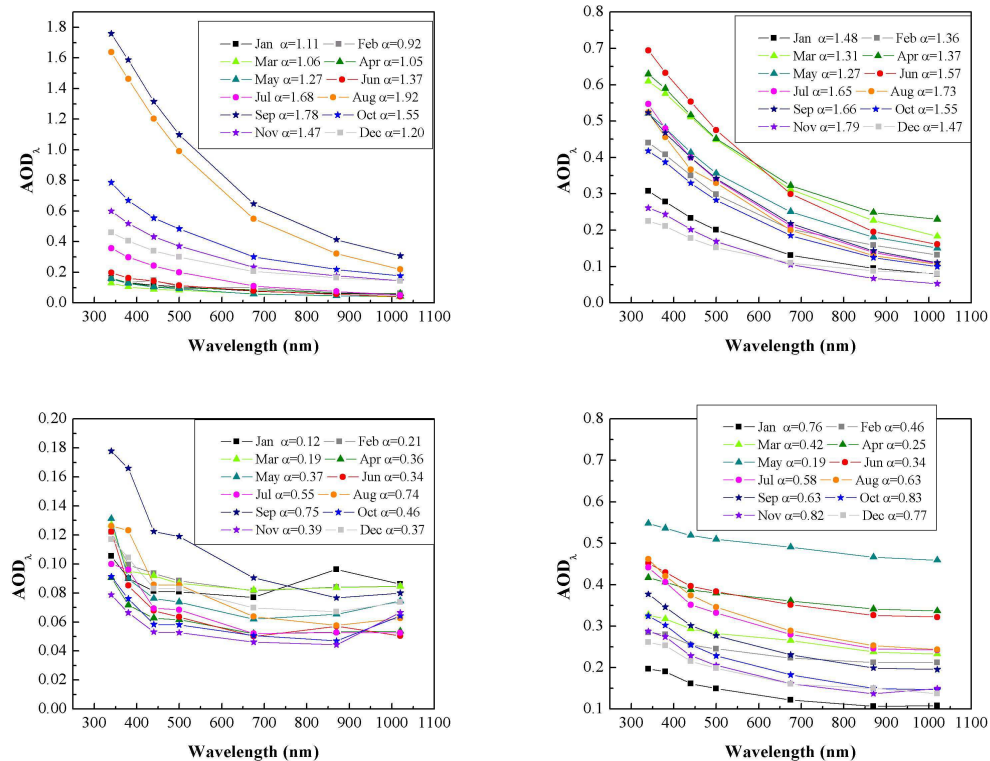 1.8
1.6
1.4
1.2
1.0
0.8
0.6
0.4
0.2
0.0
AODλ
Jan α=1.11 Feb α=0.92
Mar α=1.06 Apr α=1.05
May α=1.27 Jun α=1.37
Jul α=1.68 Aug α=1.92
Sep α=1.78 Oct α=1.55
Nov α=1.47 Dec α=1.20
300 400 500 600 700 800 900 1000 1100
Wavelength (nm)
0.8
0.7
0.6
0.5
0.4
0.3
0.2
0.1
0.0
AODλ
Jan α=1.48 Feb α=1.36
Mar α=1.31 Apr α=1.37
May α=1.27 Jun α=1.57
Jul α=1.65 Aug α=1.73
Sep α=1.66 Oct α=1.55
Nov α=1.79 Dec α=1.47
300 400 500 600 700 800 900 1000 1100
Wavelength (nm)
0.20
0.18
0.16
0.14
0.12
0.10
0.08
0.06
0.04
0.02
0.00
AODλ
Jan α=0.12 Feb α=0.21
Mar α=0.19 Apr α=0.36
May α=0.37 Jun α=0.34
Jul α=0.55 Aug α=0.74
Sep α=0.75 Oct α=0.46
Nov α=0.39 Dec α=0.37
300 400 500 600 700 800 900 1000 1100
Wavelength (nm)
0.8
0.7
0.6
0.5
0.4
0.3
0.2
0.1
AODλ
Jan α=0.76 Feb α=0.46
Mar α=0.42 Apr α=0.25
May α=0.19 Jun α=0.34
Jul α=0.58 Aug α=0.63
Sep α=0.63 Oct α=0.83
Nov α=0.82 Dec α=0.77
300 400 500 600 700 800 900 1000 1100
Wavelength (nm)